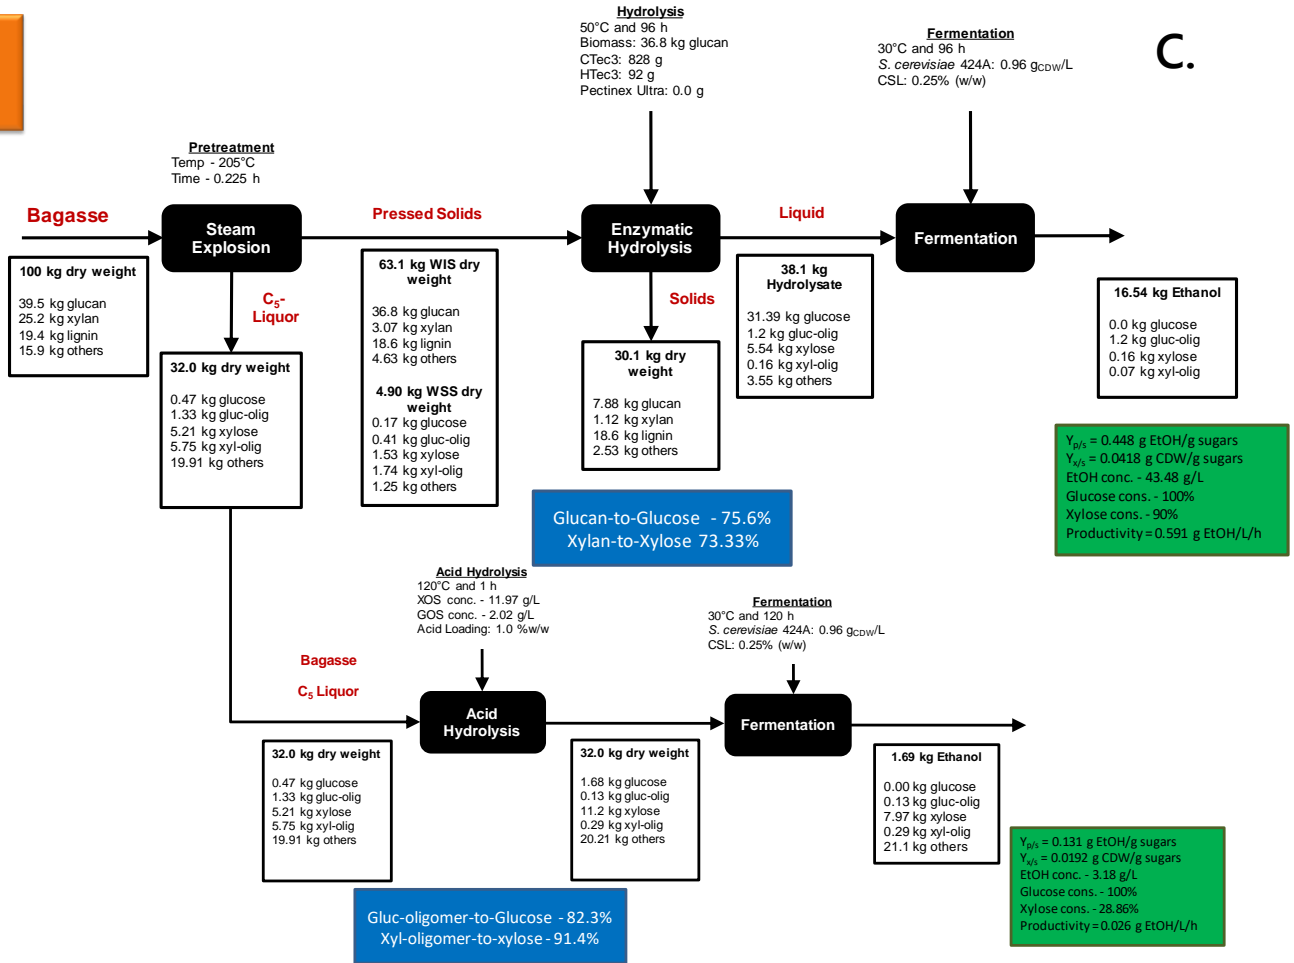 C.
Hydrolysis
50°C and 96 h
Biomass: 36.8 kg glucan
CTec3: 828 g
HTec3: 92 g
Pectinex Ultra: 0.0 g
Fermentation
30°C and 96 h
S. cerevisiae 424A: 0.96 gCDW/L
CSL: 0.25% (w/w)
Pretreatment
Temp - 205°C
Time - 0.225 h
Bagasse
Steam
Explosion
Pressed Solids
Enzymatic
Hydrolysis
Liquid
Fermentation
100 kg dry weight
39.5 kg glucan
25.2 kg xylan
19.4 kg lignin
15.9 kg others
C5-
Liquor
32.0 kg dry weight
0.47 kg glucose
1.33 kg gluc-olig
5.21 kg xylose
5.75 kg xyl-olig
19.91 kg others
63.1 kg WIS dry
weight
36.8 kg glucan
3.07 kg xylan
18.6 kg lignin
4.63 kg others
4.90 kg WSS dry
weight
0.17 kg glucose
0.41 kg gluc-olig
1.53 kg xylose
1.74 kg xyl-olig
1.25 kg others
Solids
30.1 kg dry
weight
7.88 kg glucan
1.12 kg xylan
18.6 kg lignin
2.53 kg others
38.1 kg
Hydrolysate
31.39 kg glucose
1.2 kg gluc-olig
5.54 kg xylose
0.16 kg xyl-olig
3.55 kg others
16.54 kg Ethanol
0.0 kg glucose
1.2 kg gluc-olig
0.16 kg xylose
0.07 kg xyl-olig
Yp/s = 0.448 g EtOH/g sugars
Yx/s = 0.0418 g CDW/g sugars
EtOH conc. - 43.48 g/L
Glucose cons. - 100%
Xylose cons. - 90%
Productivity = 0.591 g EtOH/L/h
Glucan-to-Glucose - 75.6%
Xylan-to-Xylose 73.33%
Acid Hydrolysis
120°C and 1 h
XOS conc. - 11.97 g/L
GOS conc. - 2.02 g/L
Acid Loading: 1.0 %w/w
Fermentation
30°C and 120 h
S. cerevisiae 424A: 0.96 gCDW/L
CSL: 0.25% (w/w)
Bagasse
C5 Liquor
Acid
Hydrolysis
Fermentation
32.0 kg dry weight
0.47 kg glucose
1.33 kg gluc-olig
5.21 kg xylose
5.75 kg xyl-olig
19.91 kg others
32.0 kg dry weight
1.68 kg glucose
0.13 kg gluc-olig
11.2 kg xylose
0.29 kg xyl-olig
20.21 kg others
1.69 kg Ethanol
0.00 kg glucose
0.13 kg gluc-olig
7.97 kg xylose
0.29 kg xyl-olig
21.1 kg others
Yp/s = 0.131 g EtOH/g sugars
Yx/s = 0.0192 g CDW/g sugars
EtOH conc. - 3.18 g/L
Glucose cons. - 100%
Xylose cons. - 28.86%
Productivity = 0.026 g EtOH/L/h
Gluc-oligomer-to-Glucose - 82.3%
Xyl-oligomer-to-xylose - 91.4%